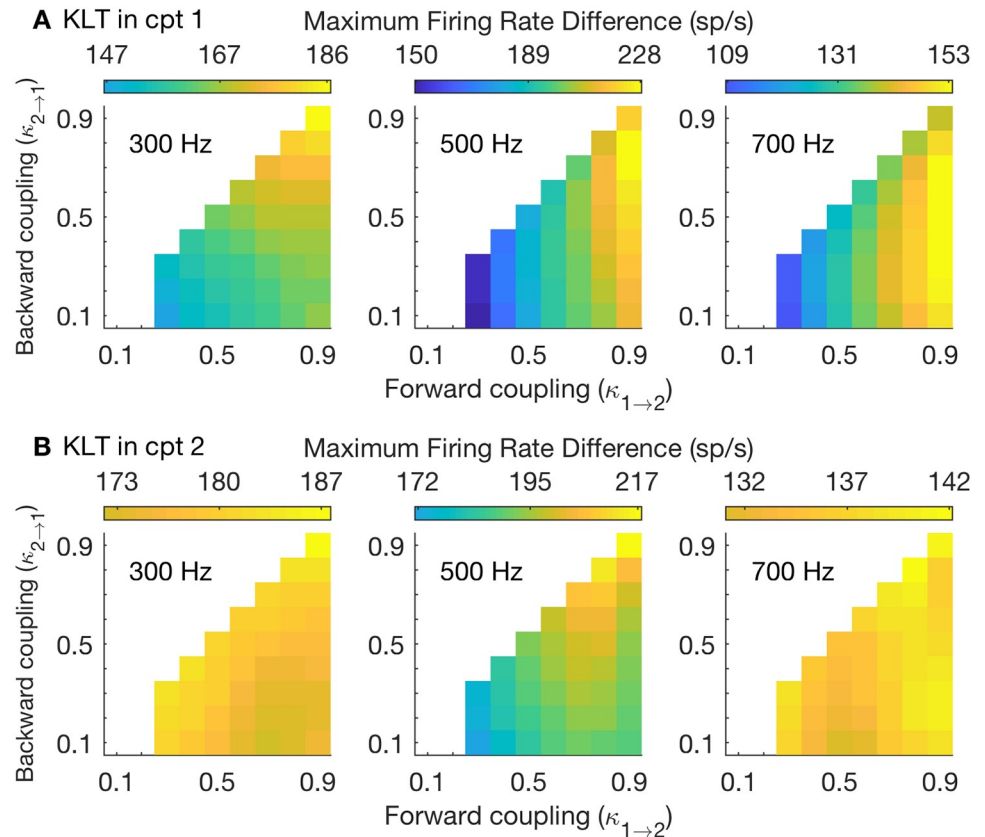 A KLT in cpt 1 Maximum Firing Rate Difference (sp/s)
147 167 186 150 189 228 109 131 153
Backward coupling (κ2→1)
0.9 0.9 0.9
300 Hz 500 Hz 700 Hz
0.5 0.5 0.5
0.1 0.1 0.1
0.1 0.5 0.9 0.1 0.5 0.9 0.1 0.5 0.9
Forward coupling (κ1→2)
B KLT in cpt 2 Maximum Firing Rate Difference (sp/s)
173 180 187 172 195 217 132 137 142
Backward coupling (κ2→1)
0.9 0.9 0.9
300 Hz 500 Hz 700 Hz
0.5 0.5 0.5
0.1 0.1 0.1
0.1 0.5 0.9 0.1 0.5 0.9 0.1 0.5 0.9
Forward coupling (κ1→2)